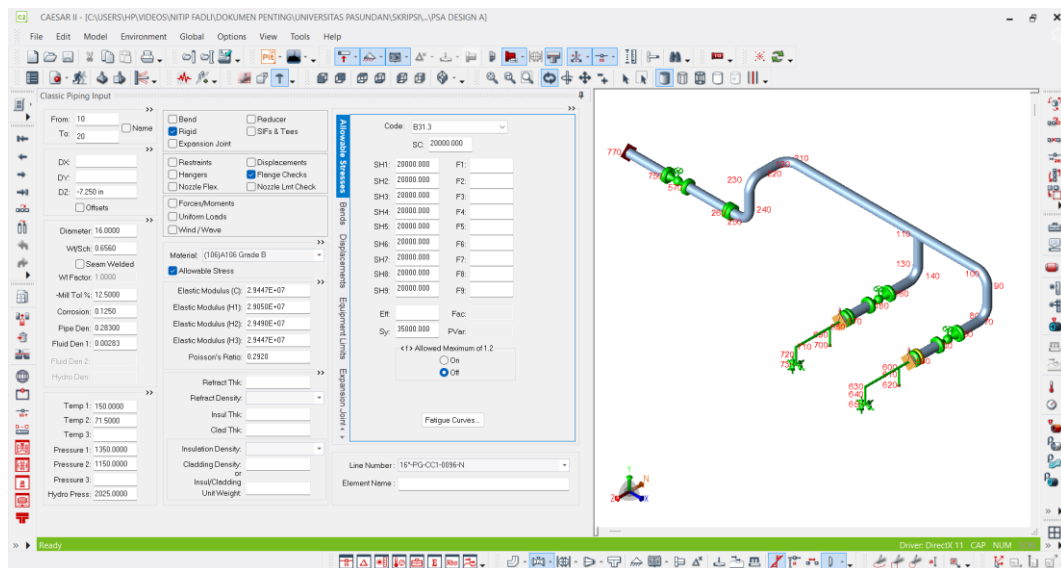 CAESAR II - [C:\USERS\HP\VIDEOS\NITIP FADLI\DOKUMEN PENTING\UNIVERSITAS PASUNDAN\SKRIPSI\...\PSA DESIGN A]
File Edit Model Environment Global Options View Tools Help
Classic Piping Input
From: 10
To: 20
Name
DX:
DY:
DZ: -7.250 in
Offsets
Diameter: 16.0000
Wt/Sch: 0.6560
Seam Welded
WI Factor: 1.0000
-Mill Tol %: 12.5000
Corrosion: 0.1250
Pipe Den: 0.28300
Fluid Den 1: 0.00283
Fluid Den 2:
Hydro Den:
Temp 1: 150.0000
Temp 2: 71.5000
Temp 3:
Pressure 1: 1350.0000
Pressure 2: 1150.0000
Pressure 3:
Hydro Press: 2025.0000
Bend Reducer
Rigid SIFs & Tees
Expansion Joint
Restraints Displacements
Hangers Flange Checks
Nozzle Flex. Nozzle Lmt Check
Forces/Moments
Uniform Loads
Wind / Wave
Material: (106)A106 Grade B
Allowable Stress
Elastic Modulus (C): 2.9447E+07
Elastic Modulus (H1): 2.9050E+07
Elastic Modulus (H2): 2.9490E+07
Elastic Modulus (H3): 2.9447E+07
Poisson's Ratio: 0.2920
Refract Thk:
Refract Density:
Insul Thk:
Clad Thk:
Insulation Density:
Cladding Density:
or
Insul/Cladding
Unit Weight:
Allowable Stresses
Bends
Displacements
Equipment Limits
Expansion Joint
Code: B31.3
SC: 20000.000
SH1: 20000.000 F1:
SH2: 20000.000 F2:
SH3: 20000.000 F3:
SH4: 20000.000 F4:
SH5: 20000.000 F5:
SH6: 20000.000 F6:
SH7: 20000.000 F7:
SH8: 20000.000 F8:
SH9: 20000.000 F9:
Eff: Fac:
Sy: 35000.000 PVar:
<f> Allowed Maximum of 1.2
On
Off
Fatigue Curves...
Line Number: 16"-PG-CC1-0096-N
Element Name:
770
210
220
230
240
110
130
140
100
90
700
720
600
610
620
630
640
Y
N
Z
X
Ready
Driver: DirectX 11 CAP NUM